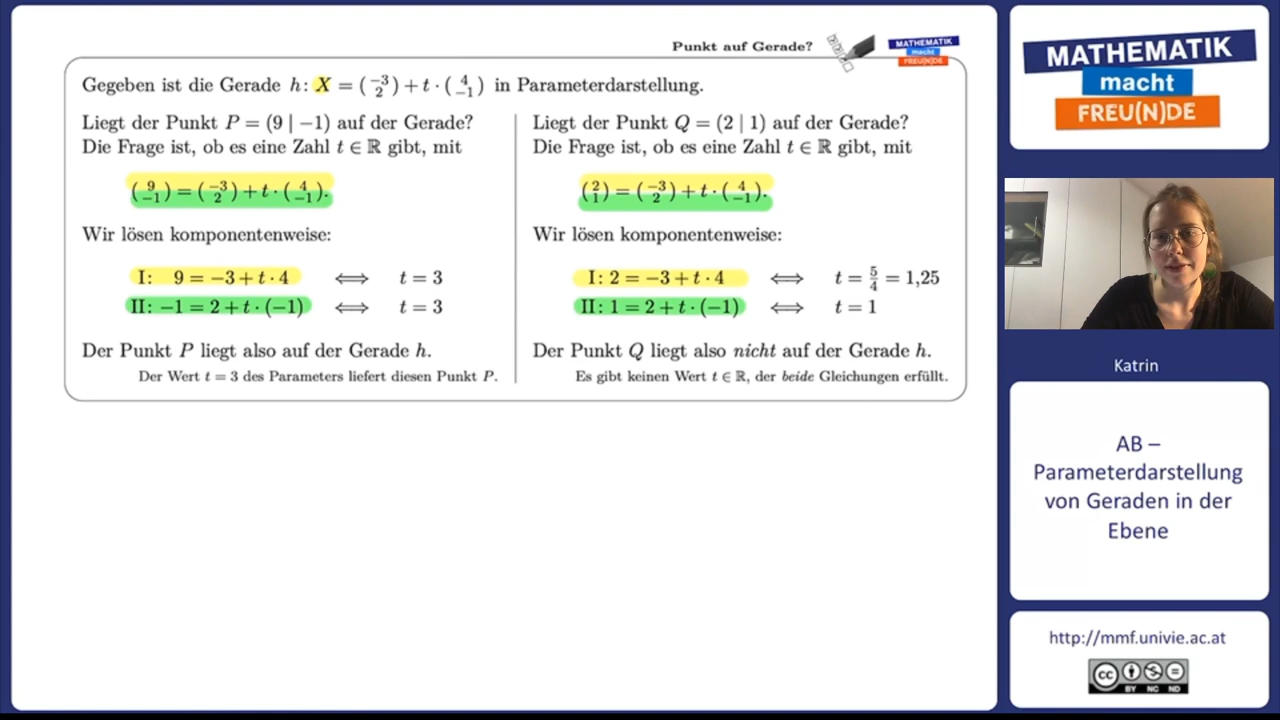 Punkt auf Gerade?
MATHEMATIK
macht
FREU(N)DE
Gegeben ist die Gerade h: X = (−3 2) + t · (4 −1) in Parameterdarstellung.
Liegt der Punkt P = (9 | −1) auf der Gerade?
Die Frage ist, ob es eine Zahl t ∈ ℝ gibt, mit
(9 −1) = (−3 2) + t · (4 −1).
Wir lösen komponentenweise:
I: 9 = −3 + t · 4 ⟺ t = 3
II: −1 = 2 + t · (−1) ⟺ t = 3
Der Punkt P liegt also auf der Gerade h.
Der Wert t = 3 des Parameters liefert diesen Punkt P.
Liegt der Punkt Q = (2 | 1) auf der Gerade?
Die Frage ist, ob es eine Zahl t ∈ ℝ gibt, mit
(2 1) = (−3 2) + t · (4 −1).
Wir lösen komponentenweise:
I: 2 = −3 + t · 4 ⟺ t = 5/4 = 1,25
II: 1 = 2 + t · (−1) ⟺ t = 1
Der Punkt Q liegt also nicht auf der Gerade h.
Es gibt keinen Wert t ∈ ℝ, der beide Gleichungen erfüllt.
MATHEMATIK
macht
FREU(N)DE
Katrin
AB –
Parameterdarstellung
von Geraden in der
Ebene
http://mmf.univie.ac.at
cc
BY NC ND